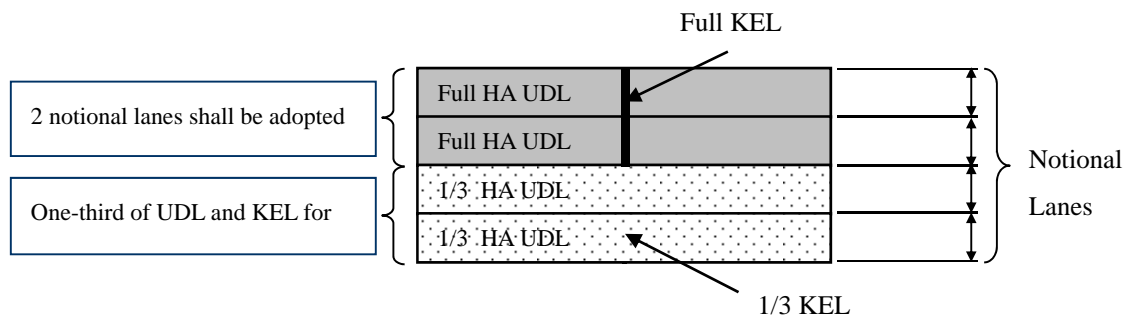 Full KEL
2 notional lanes shall be adopted
Full HA UDL
Full HA UDL
One-third of UDL and KEL for
1/3 HA UDL
1/3 HA UDL
Notional
Lanes
1/3 KEL